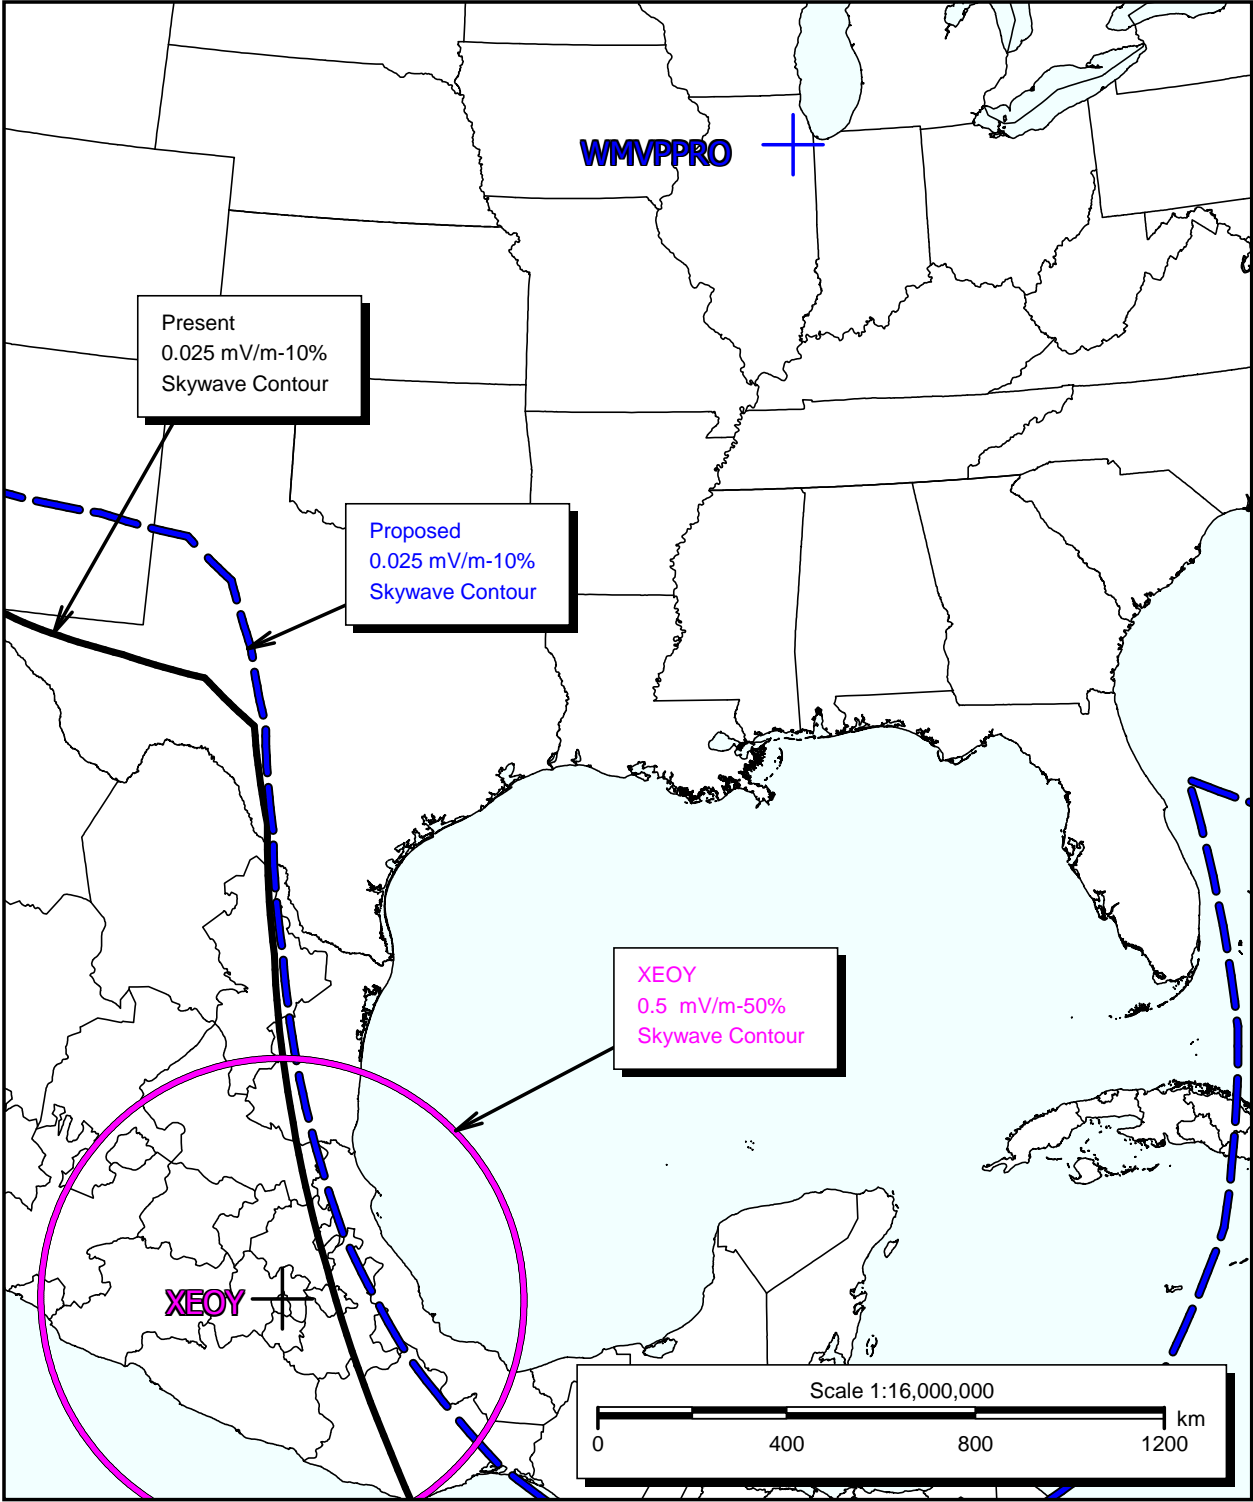 WMVPPRO
Present
0.025 mV/m-10%
Skywave Contour
Proposed
0.025 mV/m-10%
Skywave Contour
XEOY
0.5  mV/m-50%
Skywave Contour
XEOY
Scale 1:16,000,000
km
0 400 800 1200